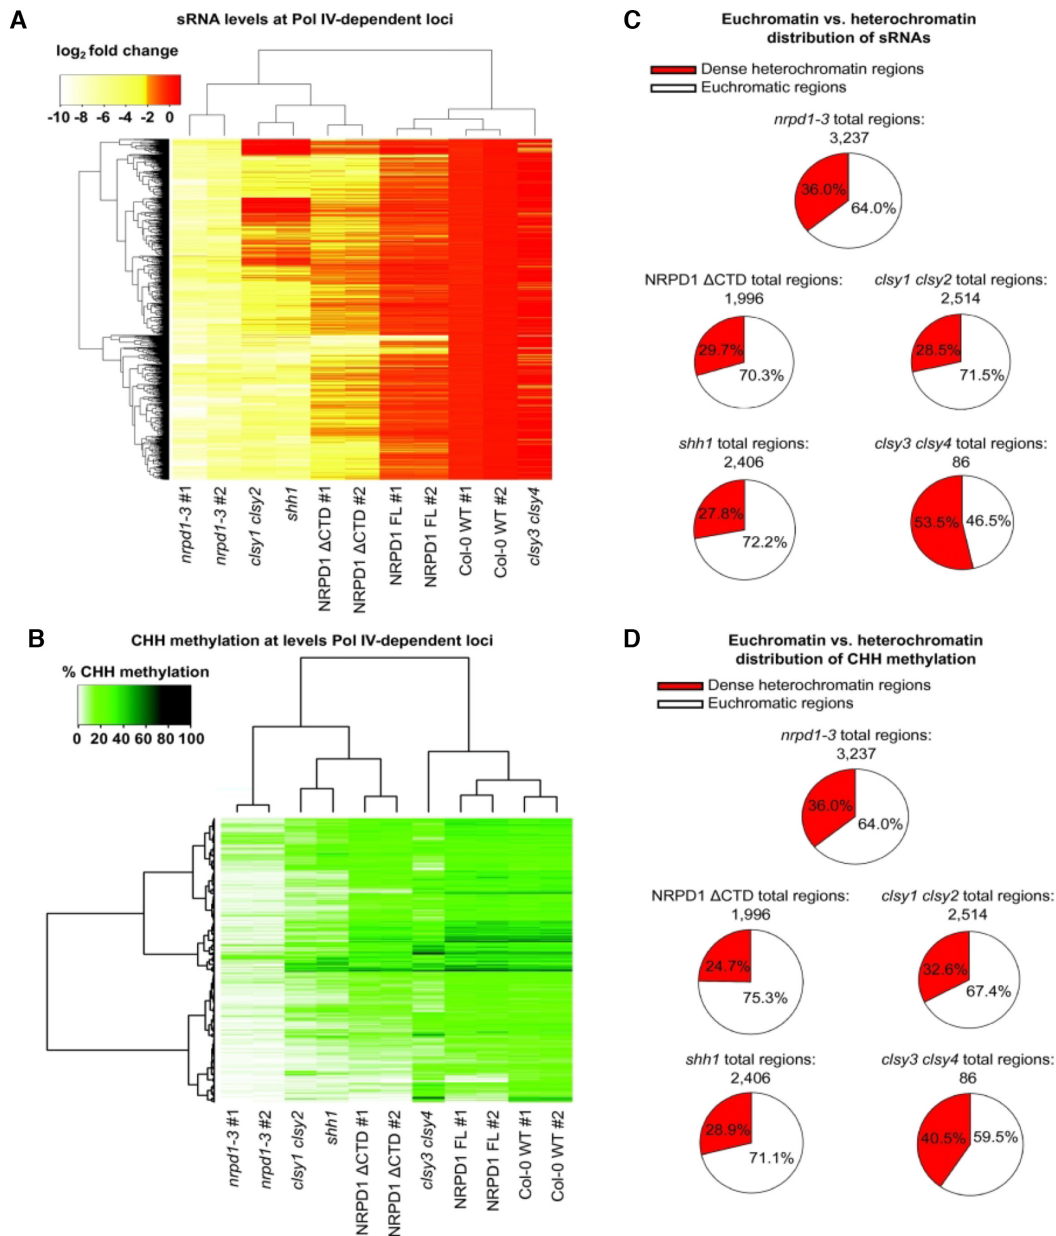 A
sRNA levels at Pol IV-dependent loci
log2 fold change
-10 -8 -6 -4 -2 0
nrpd1-3 #1
nrpd1-3 #2
clsy1 clsy2
shh1
NRPD1 ΔCTD #1
NRPD1 ΔCTD #2
NRPD1 FL #1
NRPD1 FL #2
Col-0 WT #1
Col-0 WT #2
clsy3 clsy4
B
CHH methylation at levels Pol IV-dependent loci
% CHH methylation
0 20 40 60 80 100
nrpd1-3 #1
nrpd1-3 #2
clsy1 clsy2
shh1
NRPD1 ΔCTD #1
NRPD1 ΔCTD #2
clsy3 clsy4
NRPD1 FL #1
NRPD1 FL #2
Col-0 WT #1
Col-0 WT #2
C
Euchromatin vs. heterochromatin
distribution of sRNAs
Dense heterochromatin regions
Euchromatic regions
nrpd1-3 total regions:
3,237
36.0%
64.0%
NRPD1 ΔCTD total regions:
1,996
29.7%
70.3%
clsy1 clsy2 total regions:
2,514
28.5%
71.5%
shh1 total regions:
2,406
27.8%
72.2%
clsy3 clsy4 total regions:
86
53.5%
46.5%
D
Euchromatin vs. heterochromatin
distribution of CHH methylation
Dense heterochromatin regions
Euchromatic regions
nrpd1-3 total regions:
3,237
36.0%
64.0%
NRPD1 ΔCTD total regions:
1,996
24.7%
75.3%
clsy1 clsy2 total regions:
2,514
32.6%
67.4%
shh1 total regions:
2,406
28.9%
71.1%
clsy3 clsy4 total regions:
86
40.5%
59.5%